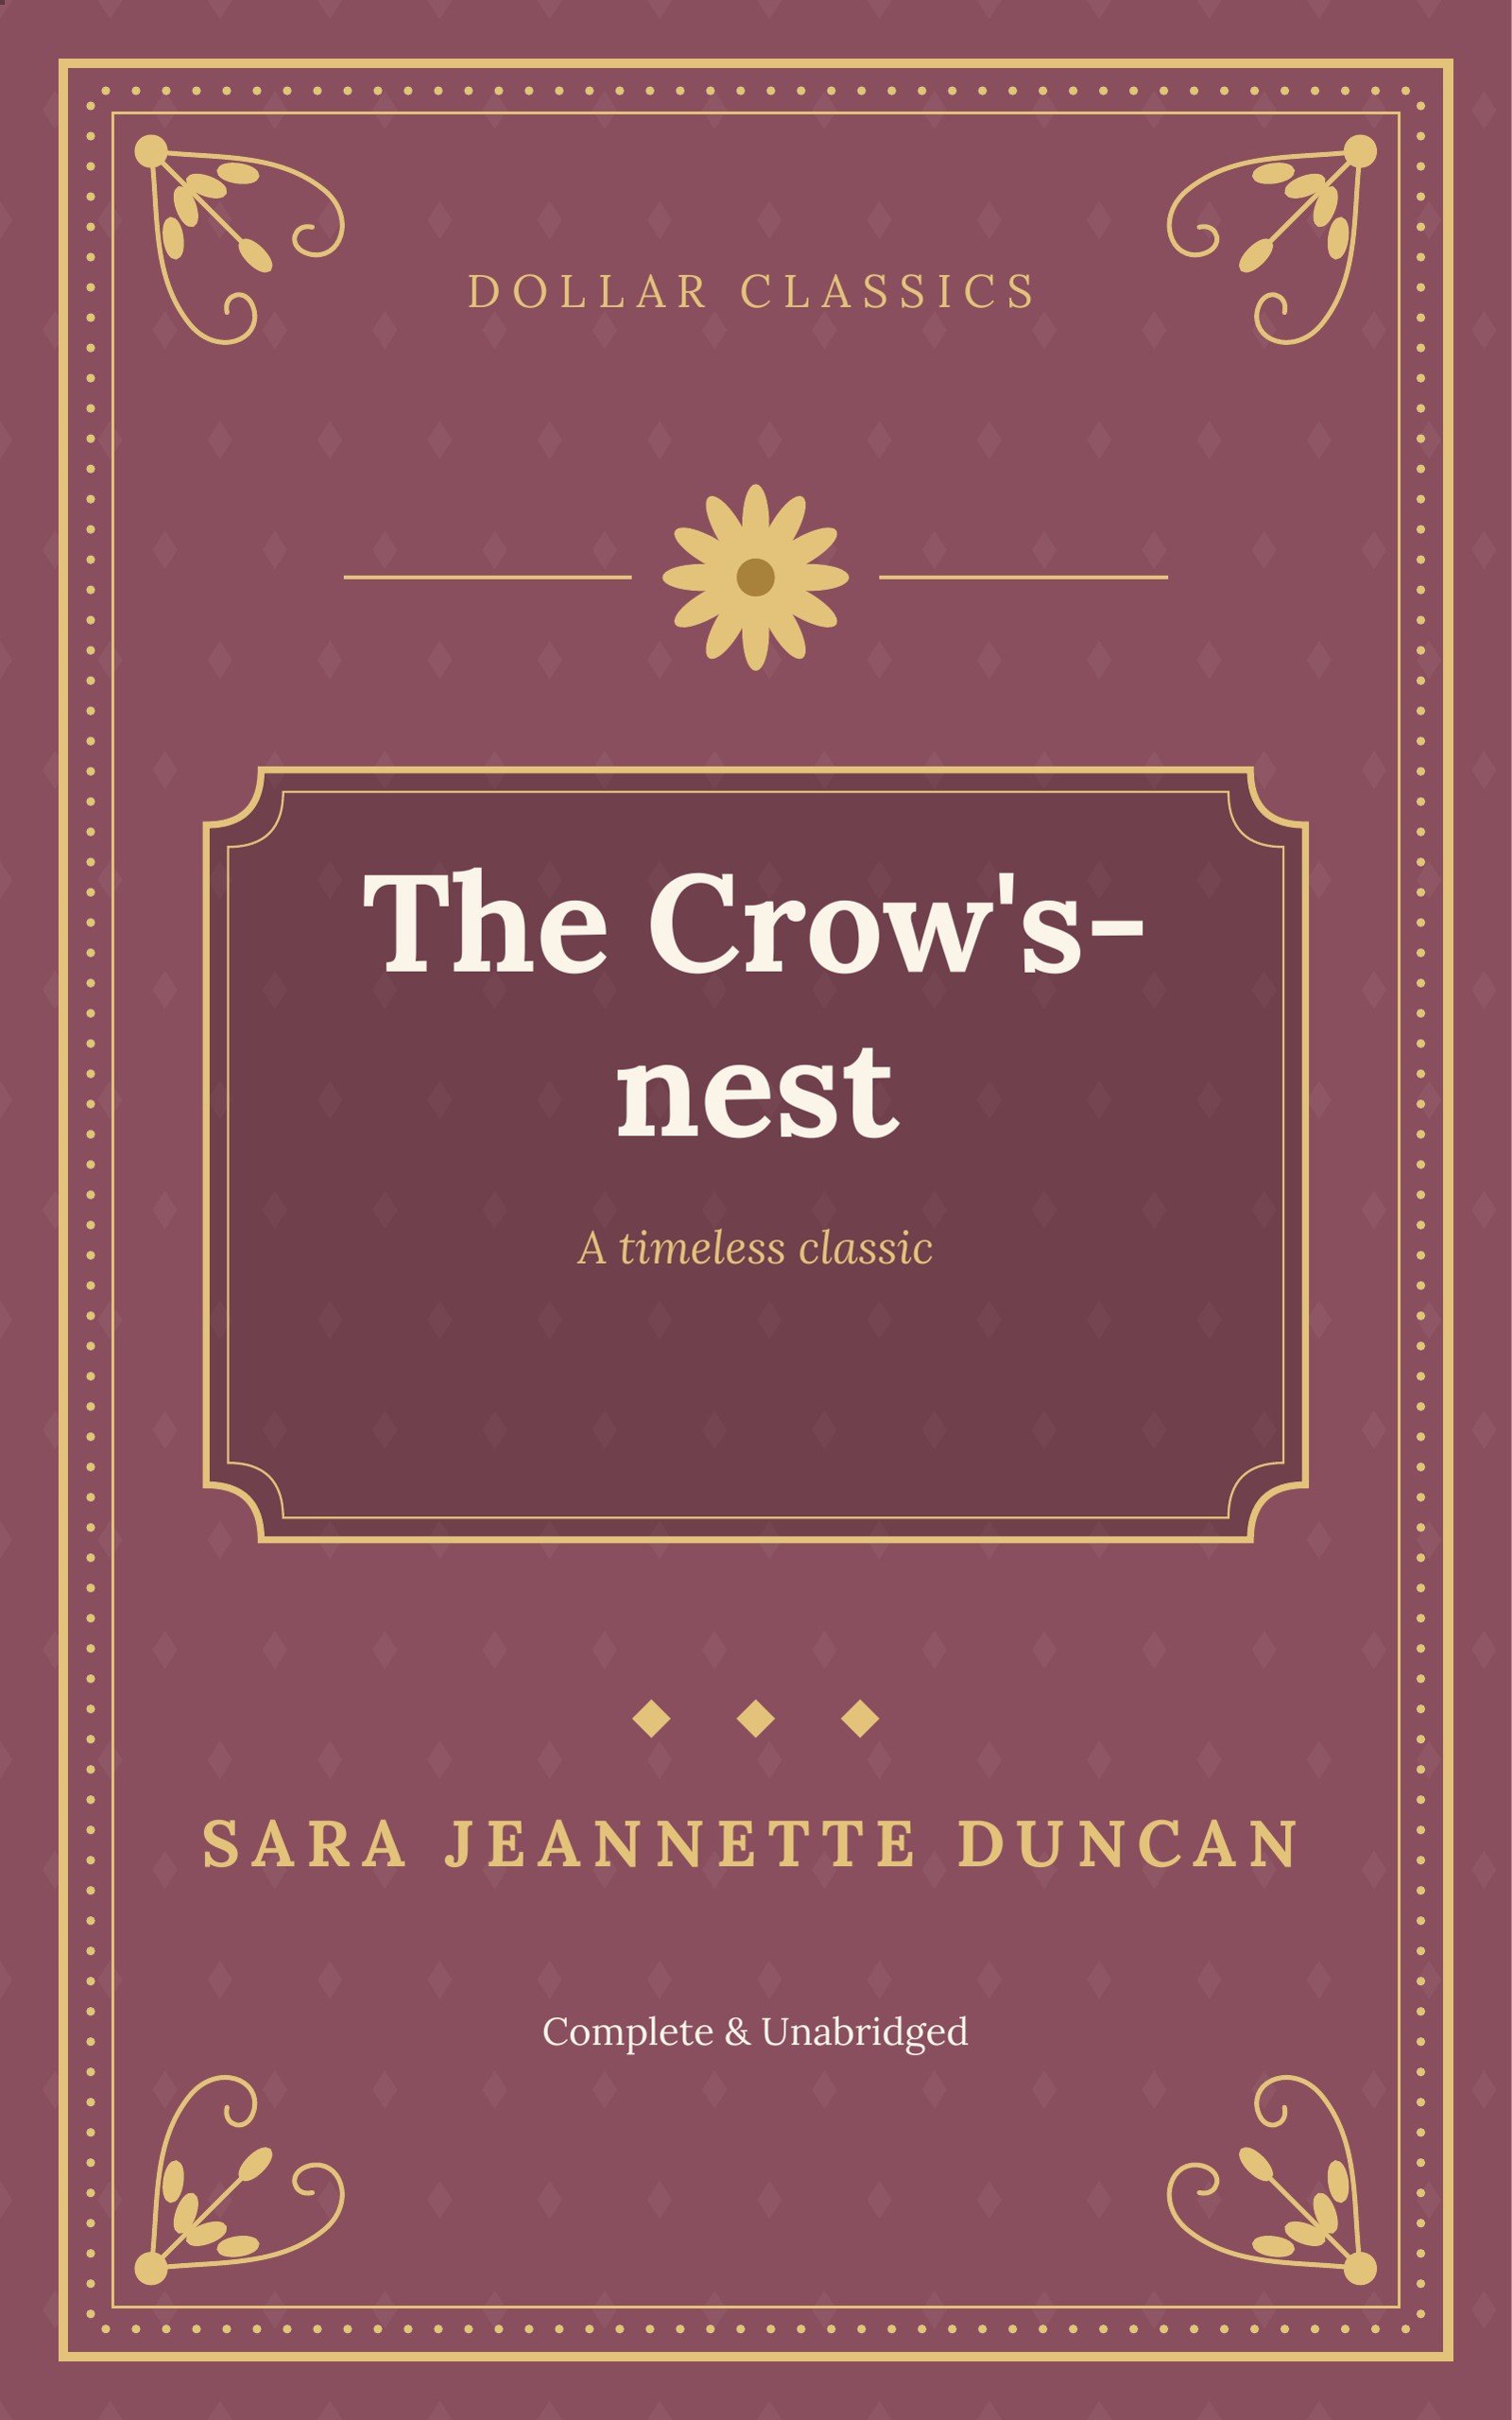 DOLLAR CLASSICS
The Crow's-
nest
A timeless classic
SARA JEANNETTE DUNCAN
Complete & Unabridged